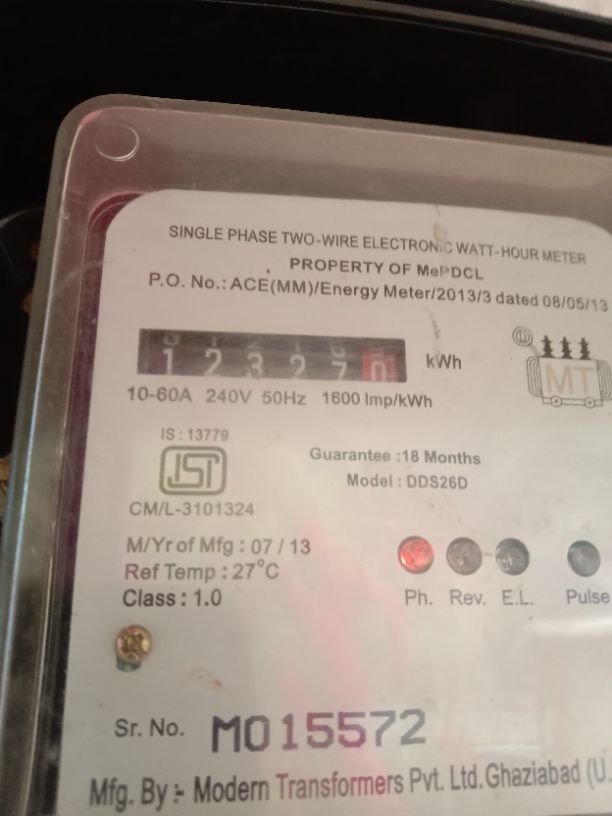 SINGLE PHASE TWO-WIRE ELECTRONIC WATT-HOUR METER
PROPERTY OF MePDCL
P.O. No.: ACE(MM)/Energy Meter/2013/3 dated 08/05/13
1 2 3 2 7 0 kWh
10-60A 240V 50Hz 1600 Imp/kWh
MT
IS : 13779
ISI
CM/L-3101324
Guarantee :18 Months
Model : DDS26D
M/Yr of Mfg : 07 / 13
Ref Temp : 27°C
Class : 1.0
Ph. Rev. E.L. Pulse
Sr. No. M015572
Mfg. By :- Modern Transformers Pvt. Ltd. Ghaziabad (U.